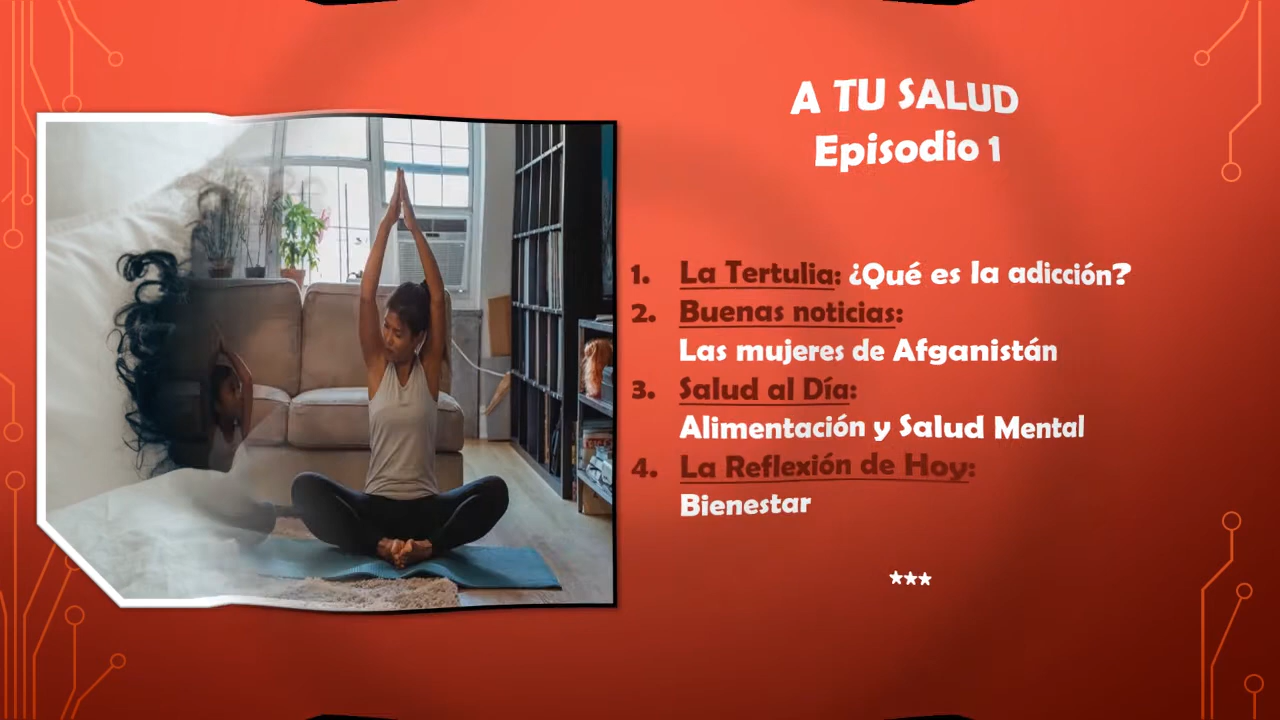 A TU SALUD
Episodio 1
1. La Tertulia: ¿Qué es la adicción?
2. Buenas noticias:
Las mujeres de Afganistán
3. Salud al Día:
Alimentación y Salud Mental
4. La Reflexión de Hoy:
Bienestar
***